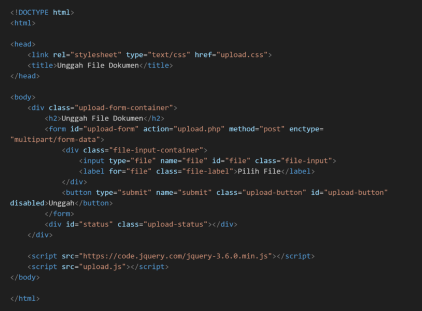 <!DOCTYPE html>
<html>
<head>
<link rel="stylesheet" type="text/css" href="upload.css">
<title>Unggah File Dokumen</title>
</head>
<body>
<div class="upload-form-container">
<h2>Unggah File Dokumen</h2>
<form id="upload-form" action="upload.php" method="post" enctype=
"multipart/form-data">
<div class="file-input-container">
<input type="file" name="file" id="file" class="file-input">
<label for="file" class="file-label">Pilih File</label>
</div>
<button type="submit" name="submit" class="upload-button" id="upload-button"
disabled>Unggah</button>
</form>
<div id="status" class="upload-status"></div>
</div>
<script src="https://code.jquery.com/jquery-3.6.0.min.js"></script>
<script src="upload.js"></script>
</body>
</html>